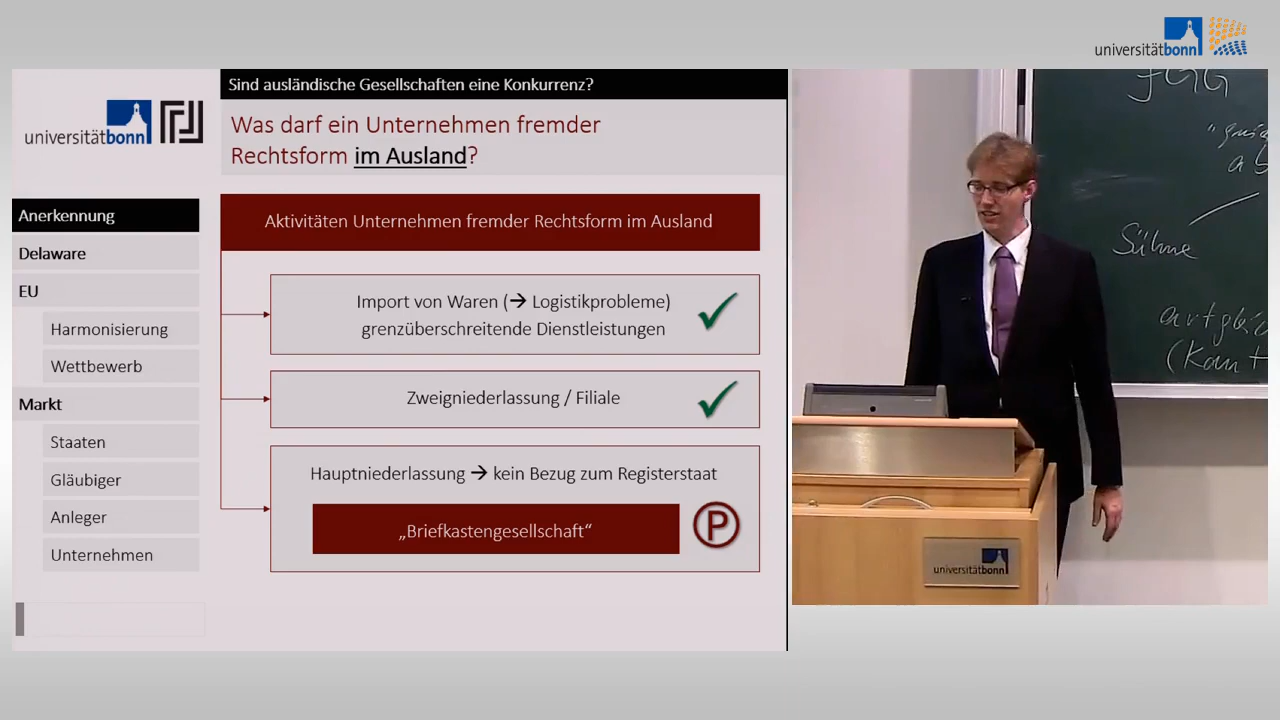 universitätbonn
Sind ausländische Gesellschaften eine Konkurrenz?
universitätbonn
Was darf ein Unternehmen fremder
Rechtsform im Ausland?
Anerkennung
Delaware
EU
Harmonisierung
Wettbewerb
Markt
Staaten
Gläubiger
Anleger
Unternehmen
Aktivitäten Unternehmen fremder Rechtsform im Ausland
Import von Waren (→ Logistikprobleme)
grenzüberschreitende Dienstleistungen
Zweigniederlassung / Filiale
Hauptniederlassung → kein Bezug zum Registerstaat
„Briefkastengesellschaft“
P
JGG
Sühne
(Kant
universitätbonn